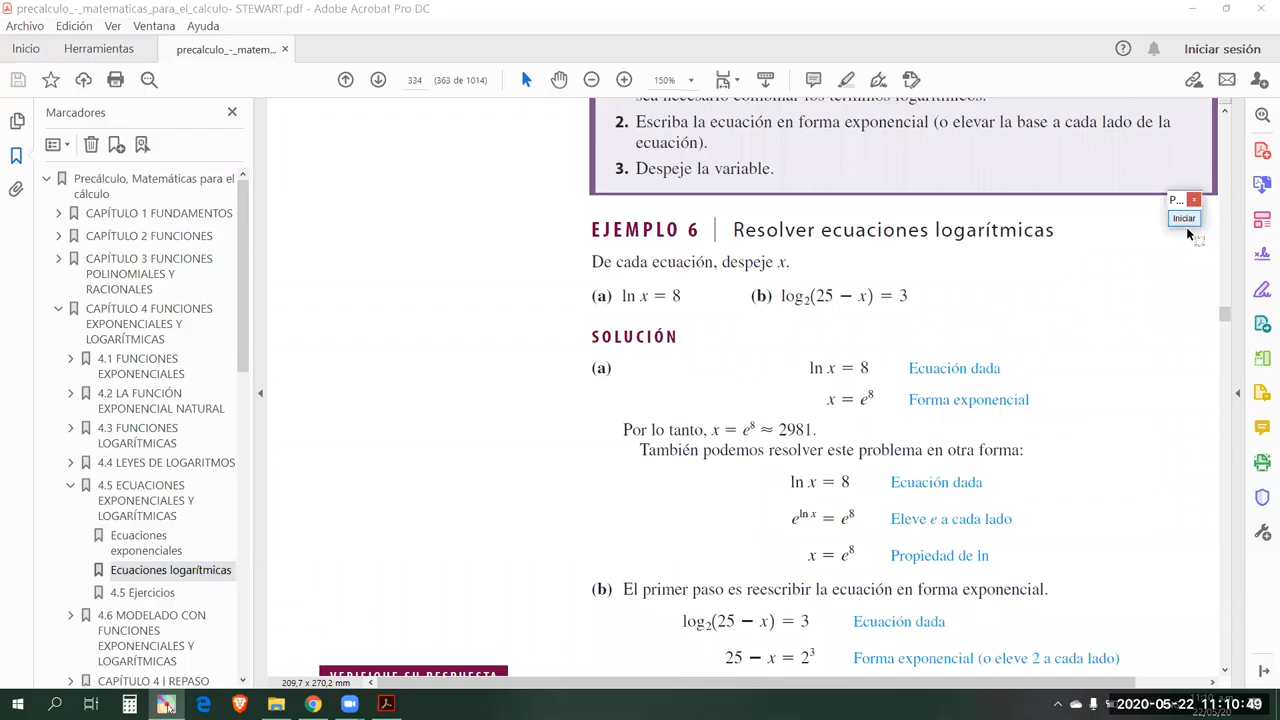 precalculo_-_matematicas_para_el_calculo- STEWART.pdf - Adobe Acrobat Pro DC
Archivo Edición Ver Ventana Ayuda
Inicio Herramientas precalculo_-_matem... × Iniciar sesión
334 (363 de 1014) 150%
Marcadores
Precálculo, Matemáticas para el
cálculo
CAPÍTULO 1 FUNDAMENTOS
CAPÍTULO 2 FUNCIONES
CAPÍTULO 3 FUNCIONES
POLINOMIALES Y
RACIONALES
CAPÍTULO 4 FUNCIONES
EXPONENCIALES Y
LOGARÍTMICAS
4.1 FUNCIONES
EXPONENCIALES
4.2 LA FUNCIÓN
EXPONENCIAL NATURAL
4.3 FUNCIONES
LOGARÍTMICAS
4.4 LEYES DE LOGARITMOS
4.5 ECUACIONES
EXPONENCIALES Y
LOGARÍTMICAS
Ecuaciones
exponenciales
Ecuaciones logarítmicas
4.5 Ejercicios
4.6 MODELADO CON
FUNCIONES
EXPONENCIALES Y
LOGARÍTMICAS
CAPÍTULO 4 | REPASO
sea necesario combinar los términos logarítmicos.
2. Escriba la ecuación en forma exponencial (o elevar la base a cada lado de la
ecuación).
3. Despeje la variable.
P... x
Iniciar
EJEMPLO 6 | Resolver ecuaciones logarítmicas
De cada ecuación, despeje x.
(a) ln x = 8 (b) log₂(25 − x) = 3
SOLUCIÓN
(a) ln x = 8 Ecuación dada
x = e⁸ Forma exponencial
Por lo tanto, x = e⁸ ≈ 2981.
También podemos resolver este problema en otra forma:
ln x = 8 Ecuación dada
e^(ln x) = e⁸ Eleve e a cada lado
x = e⁸ Propiedad de ln
(b) El primer paso es reescribir la ecuación en forma exponencial.
log₂(25 − x) = 3 Ecuación dada
25 − x = 2³ Forma exponencial (o eleve 2 a cada lado)
VERIFIQUE SU RESPUESTA
209,7 x 270,2 mm
2020-05-22 11:10:49